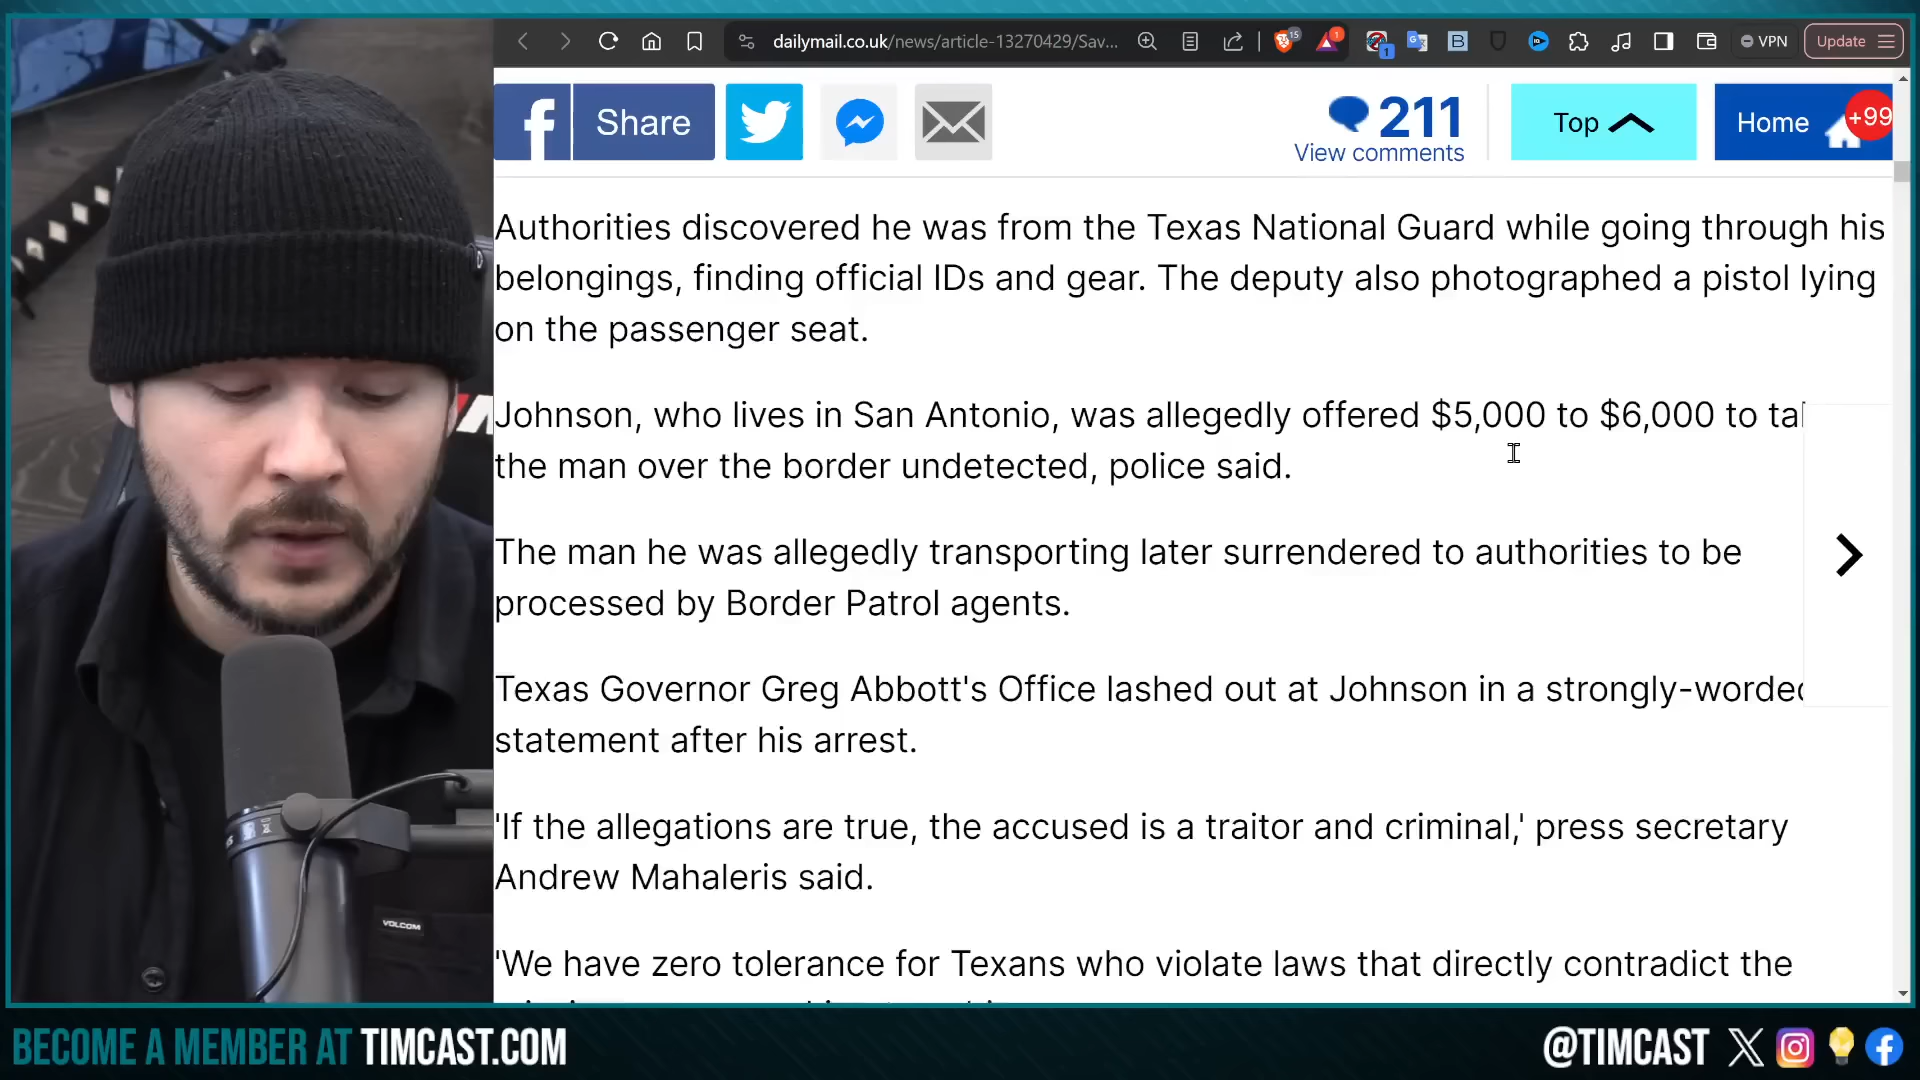 dailymail.co.uk/news/article-13270429/Sav...
15
1
1
VPN
Update
f Share
211
View comments
Top
Home
+99
Authorities discovered he was from the Texas National Guard while going through his
belongings, finding official IDs and gear. The deputy also photographed a pistol lying
on the passenger seat.
Johnson, who lives in San Antonio, was allegedly offered $5,000 to $6,000 to
the man over the border undetected, police said.
The man he was allegedly transporting later surrendered to authorities to be
processed by Border Patrol agents.
Texas Governor Greg Abbott's Office lashed out at Johnson in a strongly-worded
statement after his arrest.
'If the allegations are true, the accused is a traitor and criminal,' press secretary
Andrew Mahaleris said.
'We have zero tolerance for Texans who violate laws that directly contradict the
VOLCOM
BECOME A MEMBER AT TIMCAST.COM
@TIMCAST